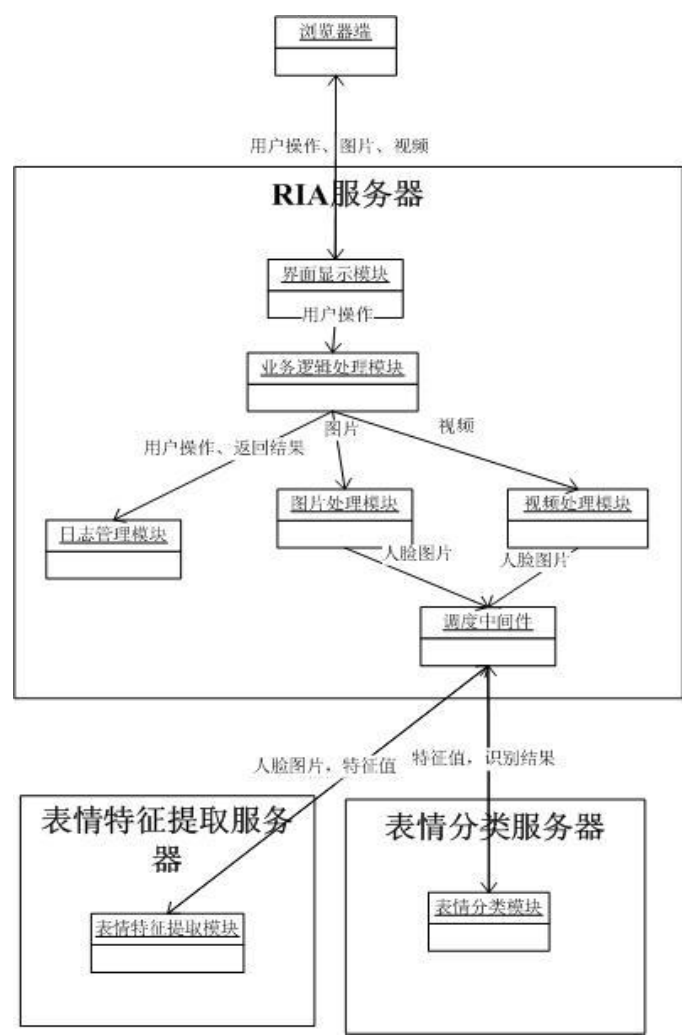 浏览器端
用户操作、图片、视频
RIA服务器
界面显示模块
用户操作
业务逻辑处理模块
图片
视频
用户操作、返回结果
图片处理模块
视频处理模块
日志管理模块
人脸图片
人脸图片
调度中间件
人脸图片，特征值
特征值，识别结果
表情特征提取服务
器
表情分类服务器
表情特征提取模块
表情分类模块